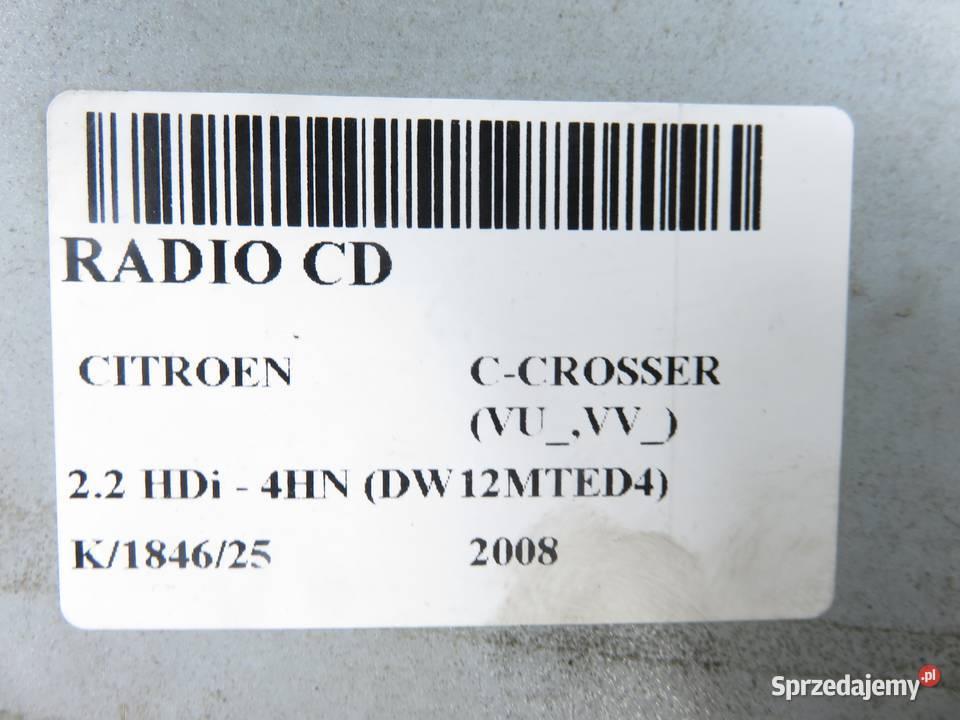 RADIO CD
CITROEN C-CROSSER
(VU_,VV_)
2.2 HDi - 4HN (DW12MTED4)
K/1846/25 2008
Sprzedajemy.pl